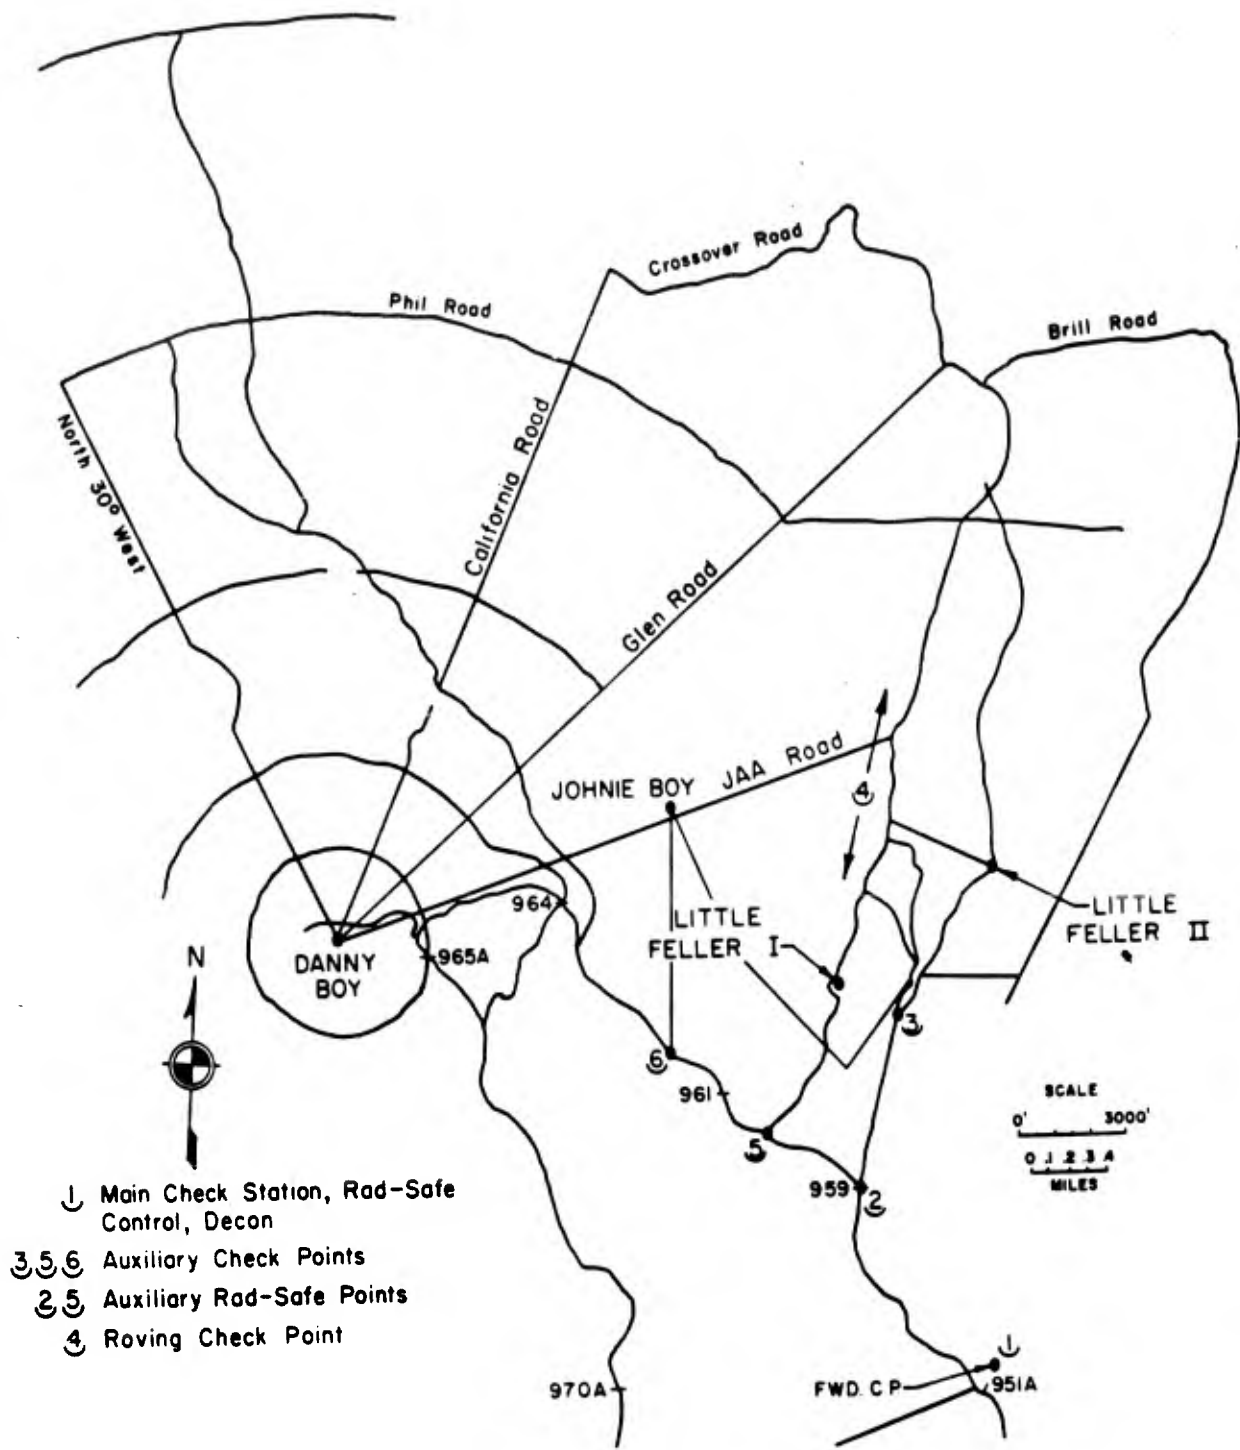 Crossover Road
Phil Road
Brill Road
North 30° West
California Road
Glen Road
JOHNIE BOY
JAA Road
4
964
LITTLE
FELLER I
LITTLE
FELLER II
DANNY
BOY
965A
N
3
6
961
SCALE
0' 3000'
0 .1 .2 .3 .4
MILES
5
959
2
1 Main Check Station, Rad-Safe
Control, Decon
3 5 6 Auxiliary Check Points
2 5 Auxiliary Rad-Safe Points
4 Roving Check Point
1
970A
FWD. C P
951A